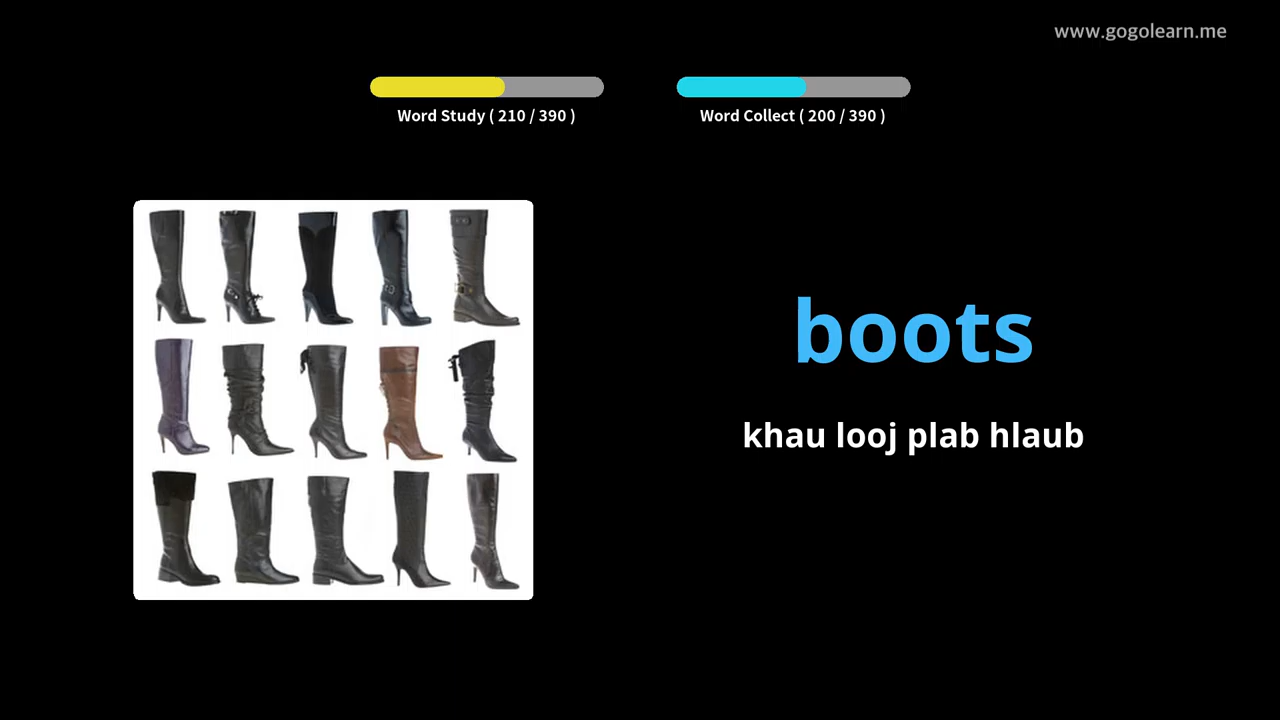 www.gogolearn.me
Word Study ( 210 / 390 )
Word Collect ( 200 / 390 )
boots
khau looj plab hlaub